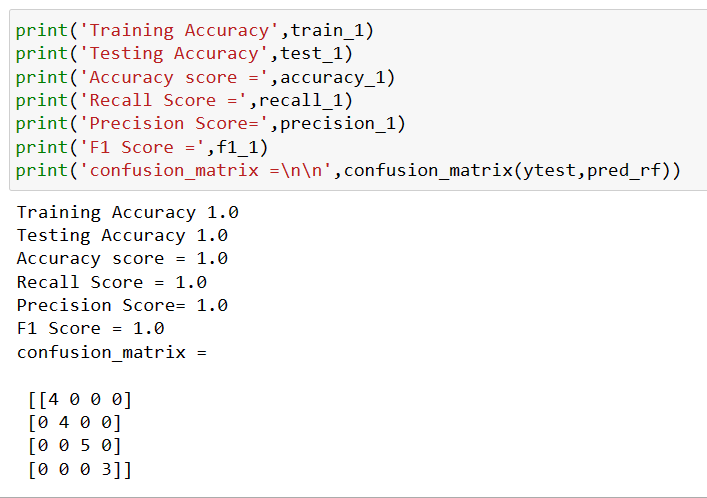 print('Training Accuracy',train_1)
print('Testing Accuracy',test_1)
print('Accuracy score =',accuracy_1)
print('Recall Score =',recall_1)
print('Precision Score=',precision_1)
print('F1 Score =',f1_1)
print('confusion_matrix =\n\n',confusion_matrix(ytest,pred_rf))
Training Accuracy 1.0
Testing Accuracy 1.0
Accuracy score = 1.0
Recall Score = 1.0
Precision Score= 1.0
F1 Score = 1.0
confusion_matrix =
[[4 0 0 0]
[0 4 0 0]
[0 0 5 0]
[0 0 0 3]]